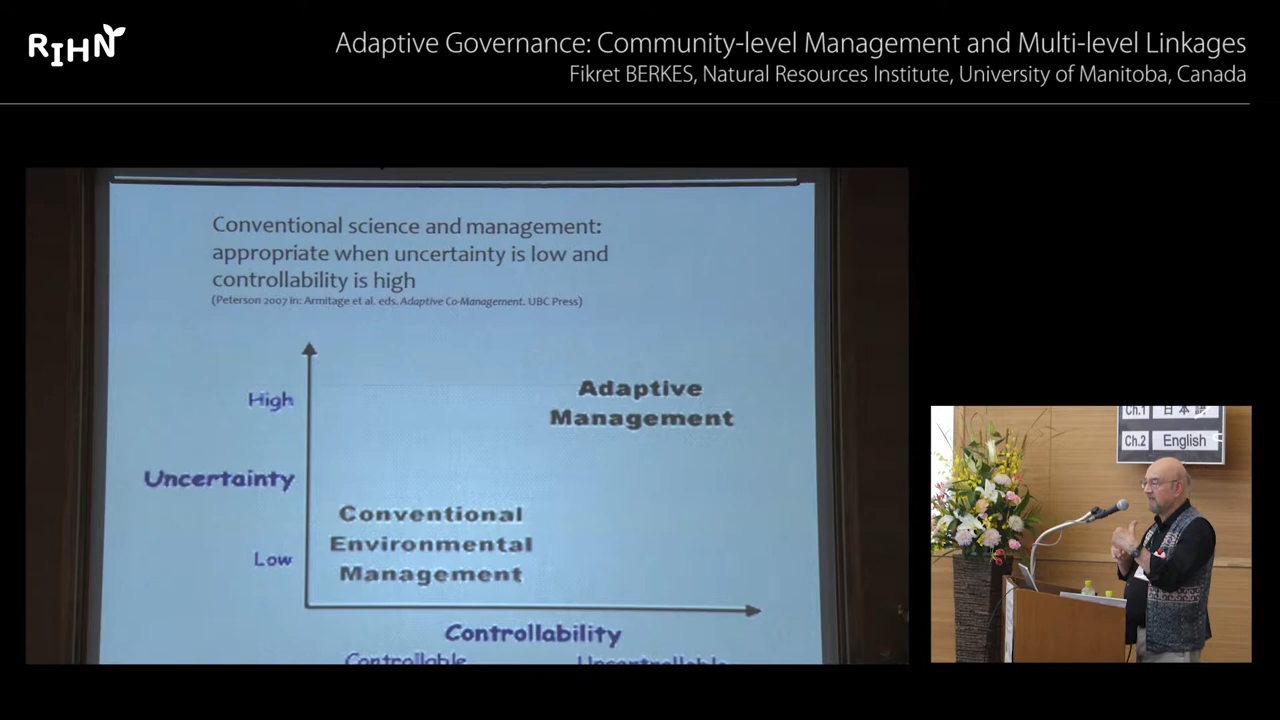 RIHN
Adaptive Governance: Community-level Management and Multi-level Linkages
Fikret BERKES, Natural Resources Institute, University of Manitoba, Canada
Conventional science and management:
appropriate when uncertainty is low and
controllability is high
(Peterson 2007 in: Armitage et al. eds. Adaptive Co-Management. UBC Press)
High
Adaptive
Management
Uncertainty
Conventional
Environmental
Management
Low
Controllability
Controllable
Uncontrollable
Ch.1 日本語
Ch.2 English